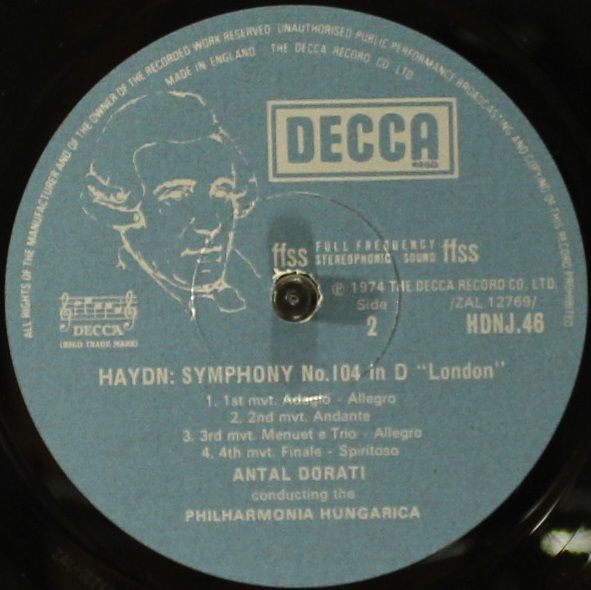 ALL RIGHTS OF THE MANUFACTURER AND OF THE OWNER OF THE RECORDED WORK RESERVED UNAUTHORISED PUBLIC PERFORMANCE BROADCASTING AND COPYING OF THIS RECORD PROHIBITED
MADE IN ENGLAND THE DECCA RECORD CO. LTD.
DECCA
ffss FULL FREQUENCY STEREOPHONIC SOUND ffss
℗ 1974 THE DECCA RECORD CO. LTD.
Side /ZAL 12769/
2 HDNJ.46
DECCA
(REGD TRADE MARK)
HAYDN: SYMPHONY No.104 in D "London"
1. 1st mvt. Adagio - Allegro
2. 2nd mvt. Andante
3. 3rd mvt. Menuet e Trio - Allegro
4. 4th mvt. Finale - Spiritoso
ANTAL DORATI
conducting the
PHILHARMONIA HUNGARICA